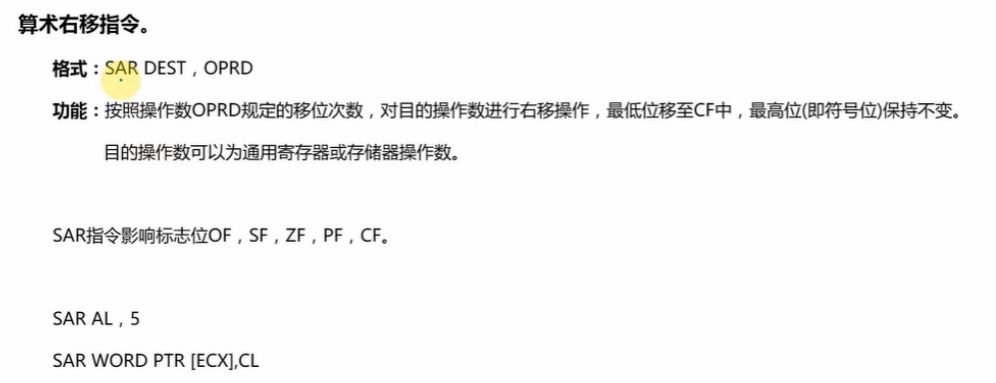 算术右移指令。
格式：SAR DEST，OPRD
功能：按照操作数OPRD规定的移位次数，对目的操作数进行右移操作，最低位移至CF中，最高位(即符号位)保持不变。
目的操作数可以为通用寄存器或存储器操作数。
SAR指令影响标志位OF，SF，ZF，PF，CF。
SAR AL，5
SAR WORD PTR [ECX],CL